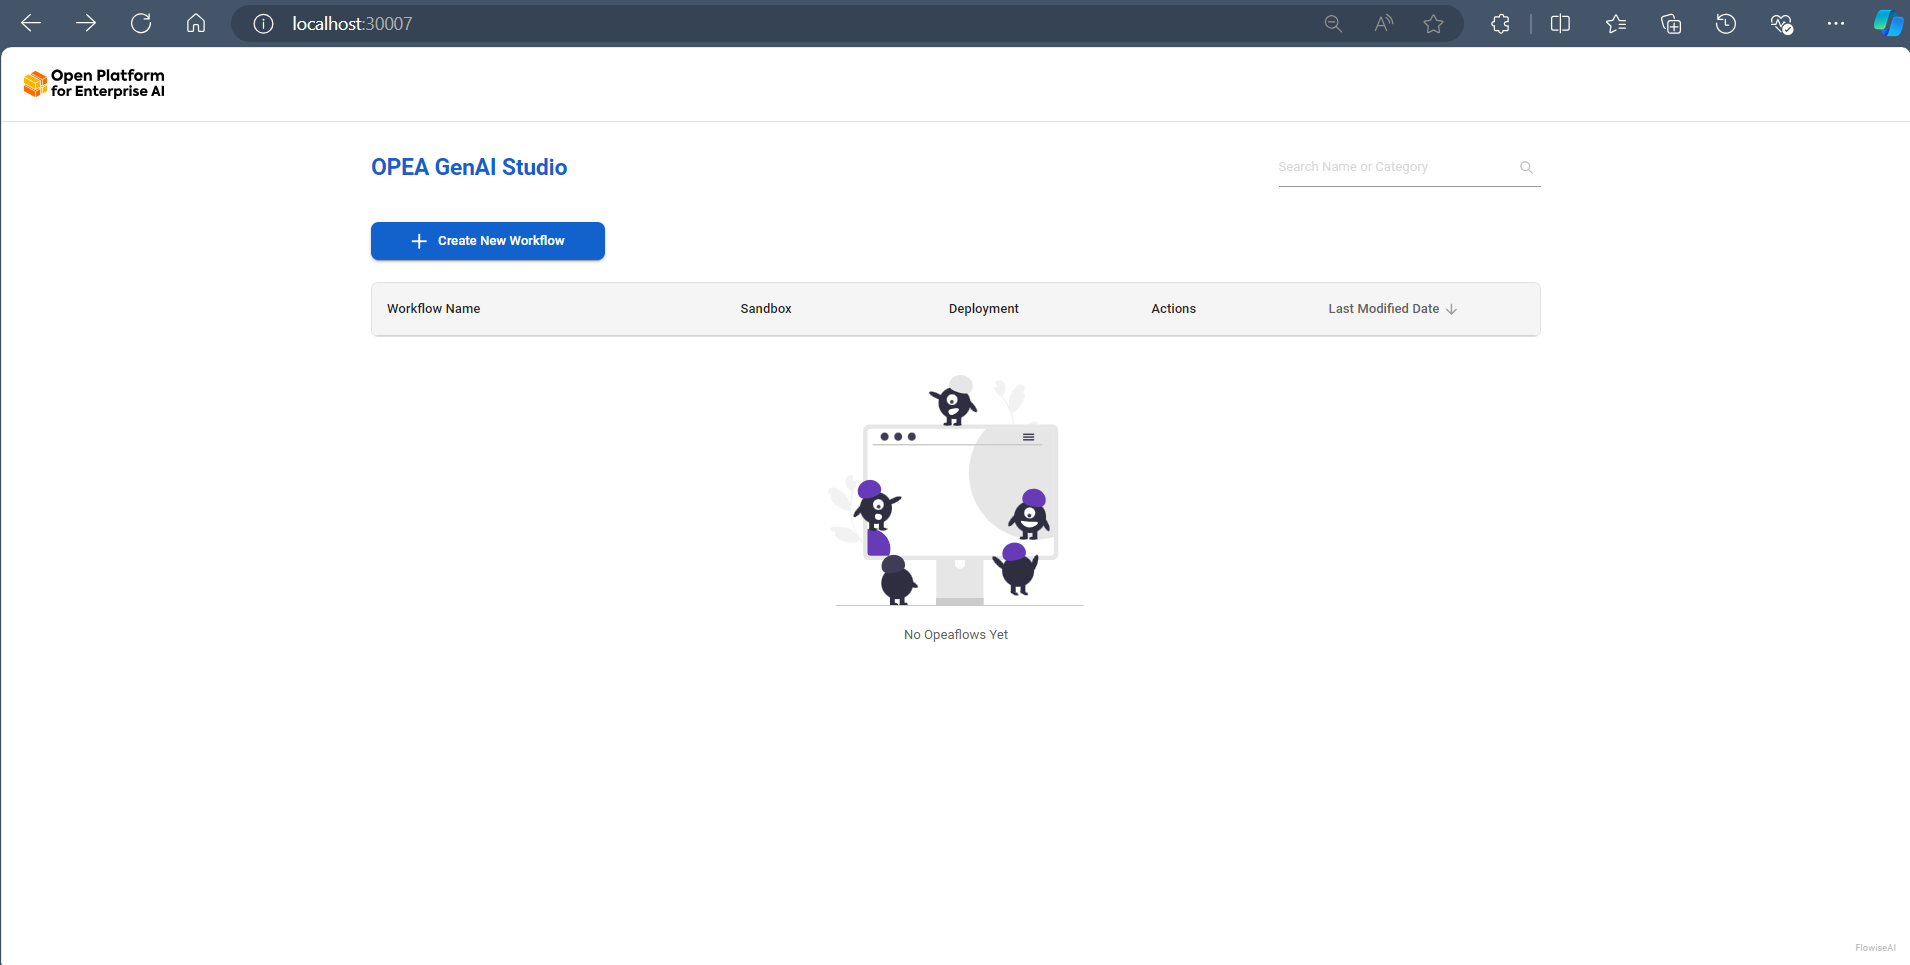 localhost:30007
Open Platform
for Enterprise AI
OPEA GenAI Studio
Search Name or Category
Create New Workflow
Workflow Name Sandbox Deployment Actions Last Modified Date
No Opeaflows Yet
FlowiseAI